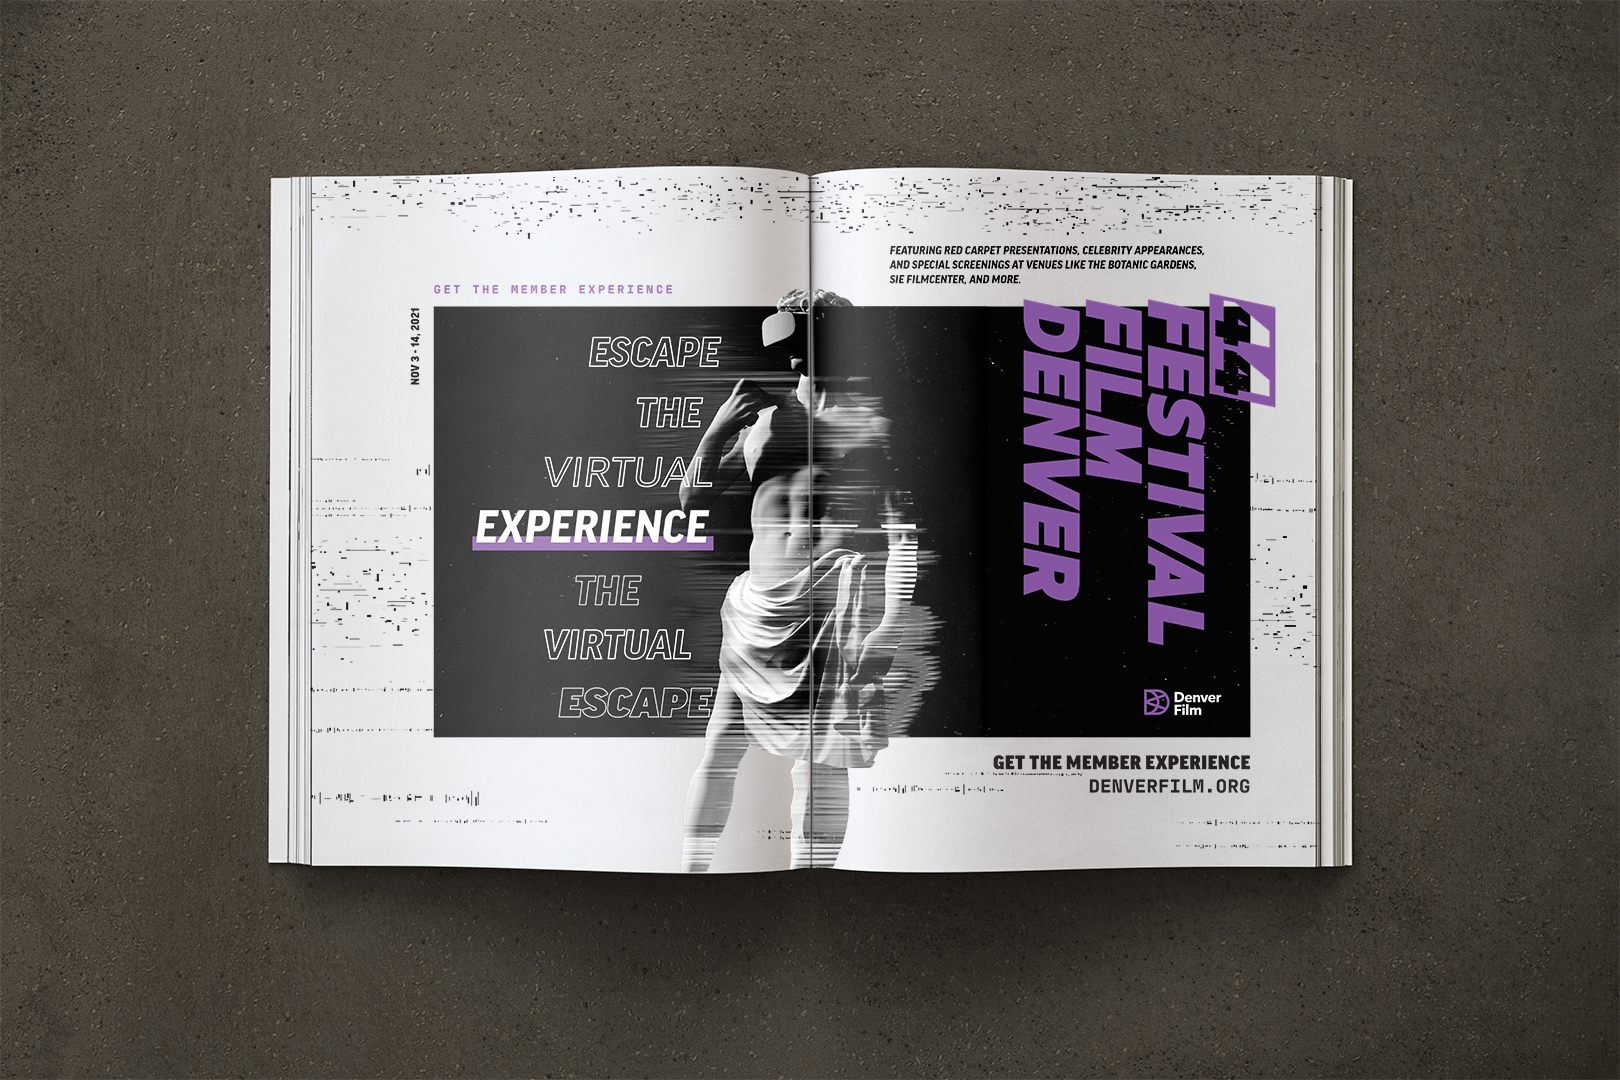 GET THE MEMBER EXPERIENCE
NOV 3 - 14, 2021
ESCAPE
THE
VIRTUAL
EXPERIENCE
THE
VIRTUAL
ESCAPE
FEATURING RED CARPET PRESENTATIONS, CELEBRITY APPEARANCES,
AND SPECIAL SCREENINGS AT VENUES LIKE THE BOTANIC GARDENS,
SIE FILMCENTER, AND MORE.
44
FESTIVAL
FILM
DENVER
Denver
Film
GET THE MEMBER EXPERIENCE
DENVERFILM.ORG